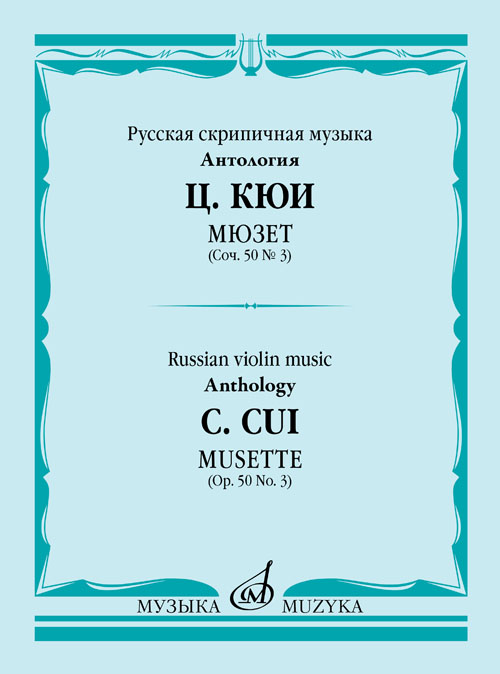 Русская скрипичная музыка
Антология
Ц. КЮИ
МЮЗЕТ
(Соч. 50 № 3)
Russian violin music
Anthology
C. CUI
MUSETTE
(Op. 50 No. 3)
МУЗЫКА M MUZYKA